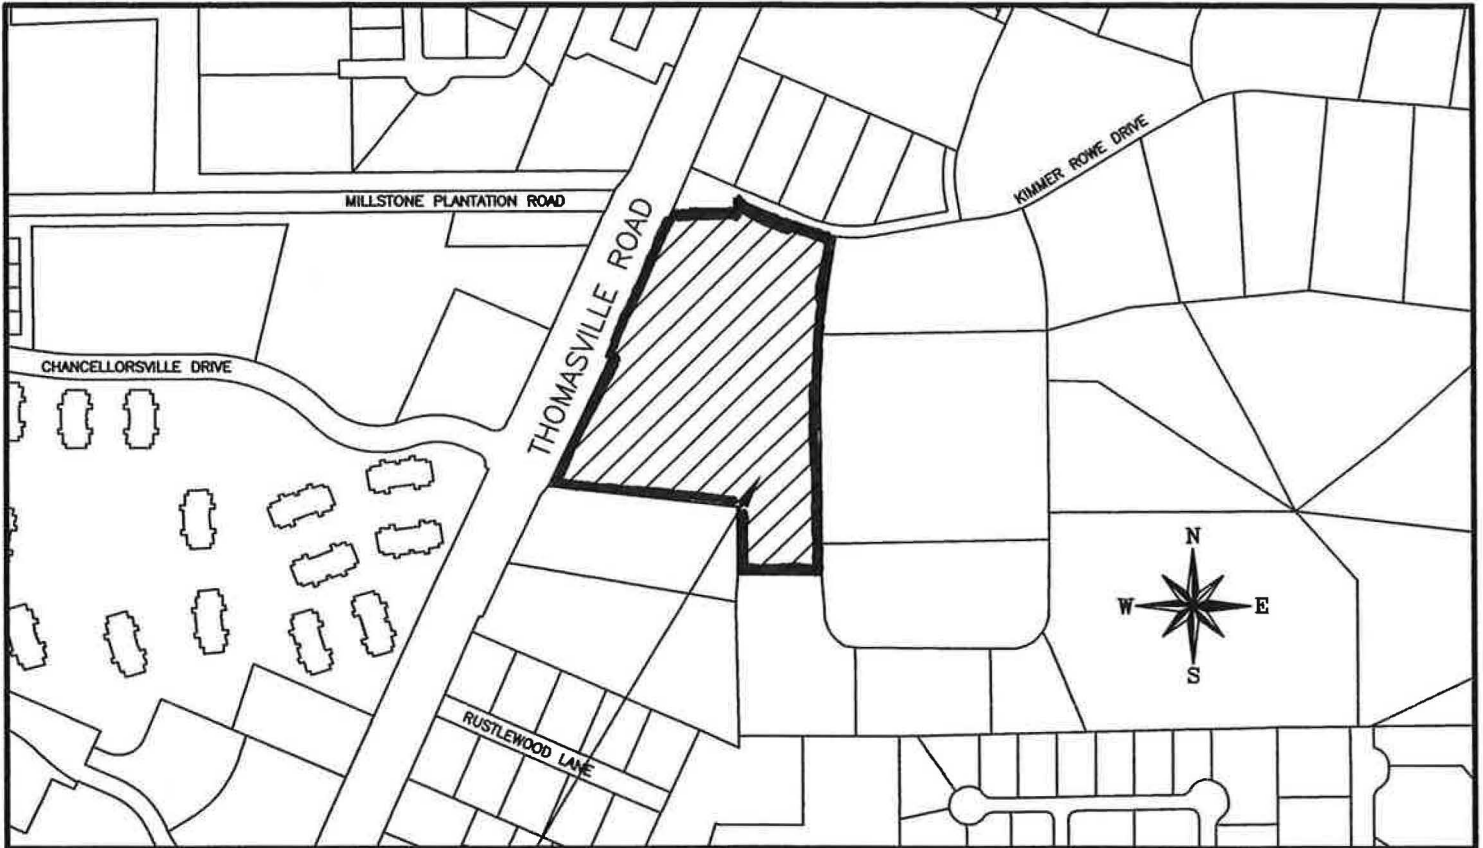 KIMMER ROWE DRIVE
MILLSTONE PLANTATION ROAD
THOMASVILLE ROAD
CHANCELLORSVILLE DRIVE
N
W E
S
RUSTLEWOOD LANE